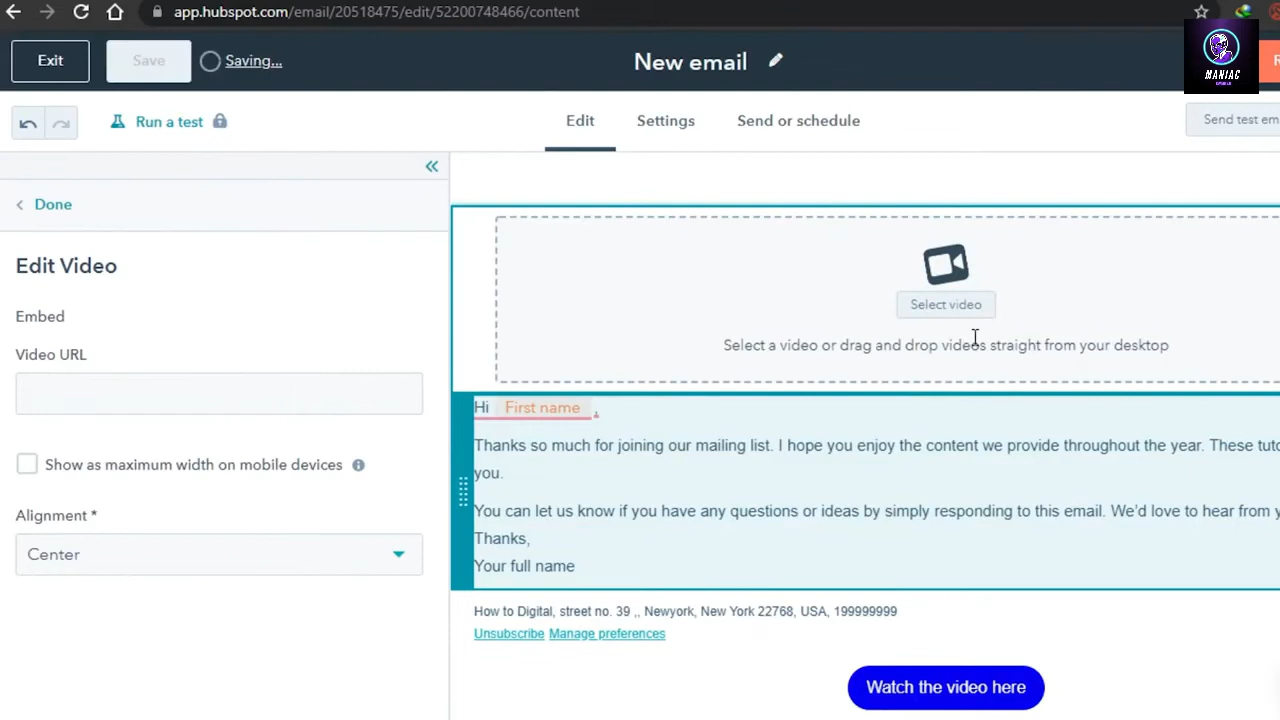 app.hubspot.com/email/20518475/edit/52200748466/content
Exit
Save
Saving...
New email
MANIAC
Run a test
Edit
Settings
Send or schedule
Send test em
Done
Edit Video
Embed
Video URL
Show as maximum width on mobile devices
Alignment *
Center
Select video
Select a video or drag and drop videos straight from your desktop
Hi First name ,
Thanks so much for joining our mailing list. I hope you enjoy the content we provide throughout the year. These tuto
you.
You can let us know if you have any questions or ideas by simply responding to this email. We'd love to hear from y
Thanks,
Your full name
How to Digital, street no. 39 ,, Newyork, New York 22768, USA, 199999999
Unsubscribe Manage preferences
Watch the video here